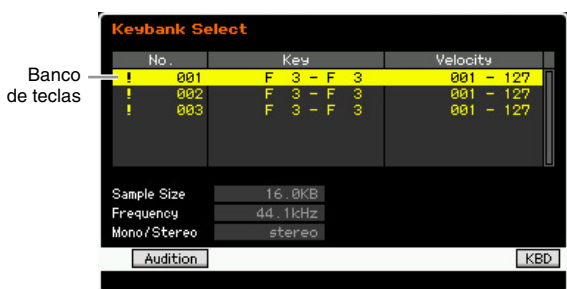 Keybank Select
No. Key Velocity
Banco de teclas
! 001 F 3 – F 3 001 – 127
! 002 F 3 – F 3 001 – 127
! 003 F 3 – F 3 001 – 127
Sample Size 16.0KB
Frequency 44.1kHz
Mono/Stereo stereo
Audition KBD